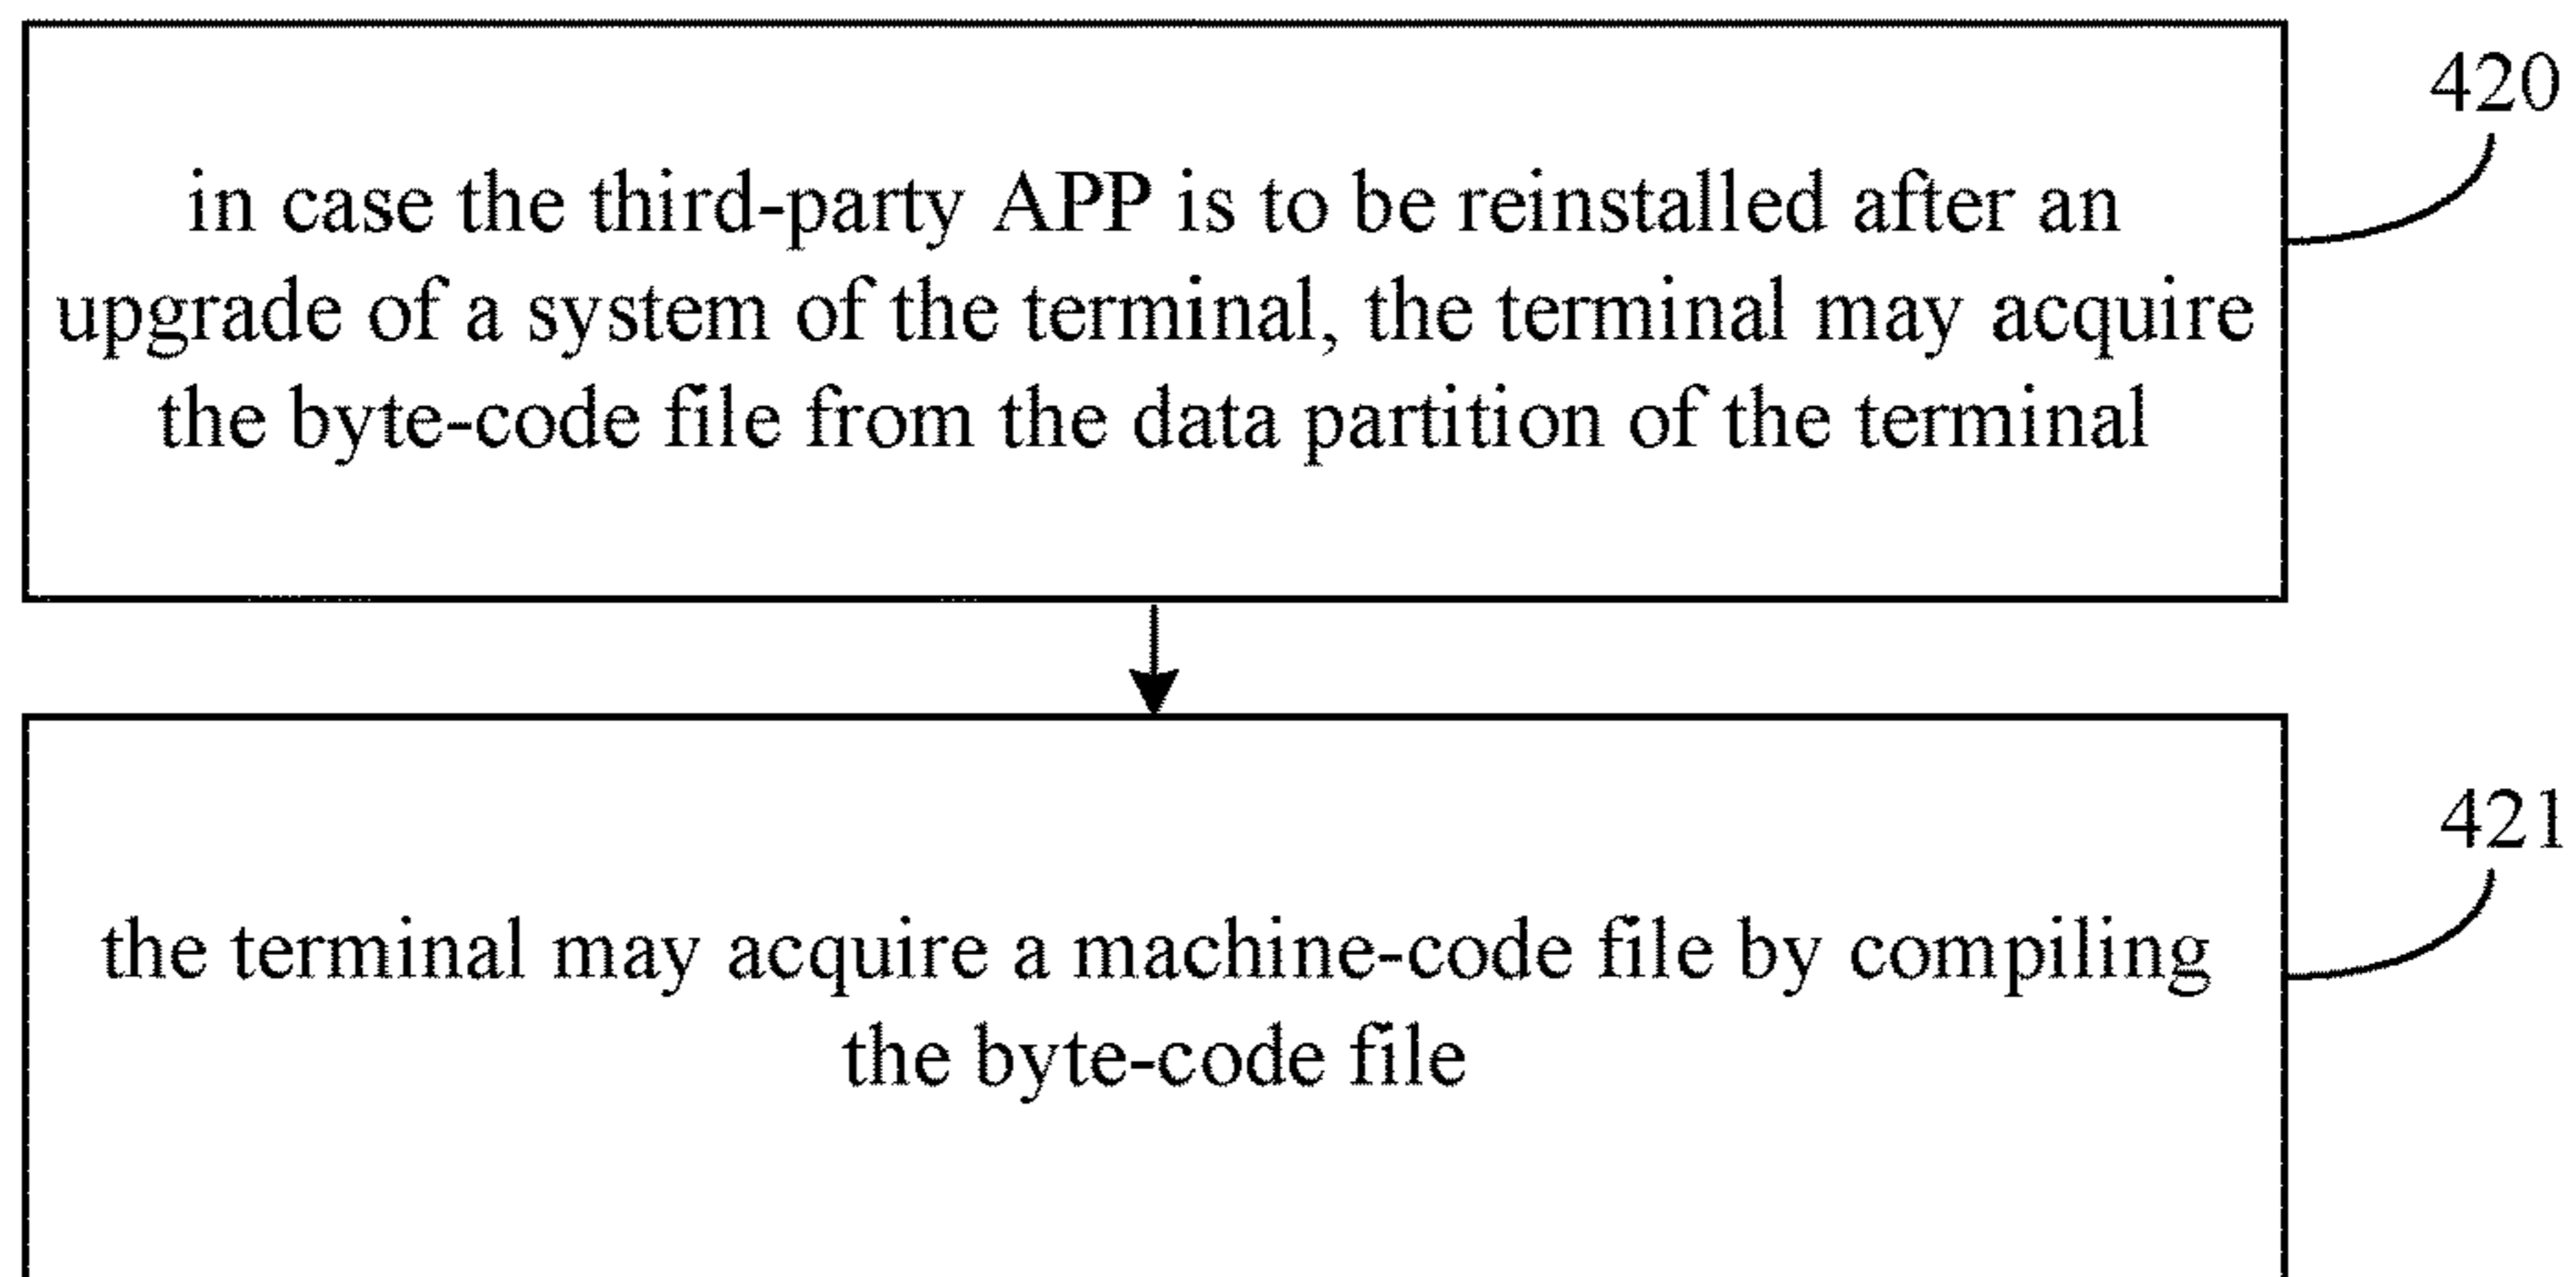 420
in case the third-party APP is to be reinstalled after an
upgrade of a system of the terminal, the terminal may acquire
the byte-code file from the data partition of the terminal
421
the terminal may acquire a machine-code file by compiling
the byte-code file